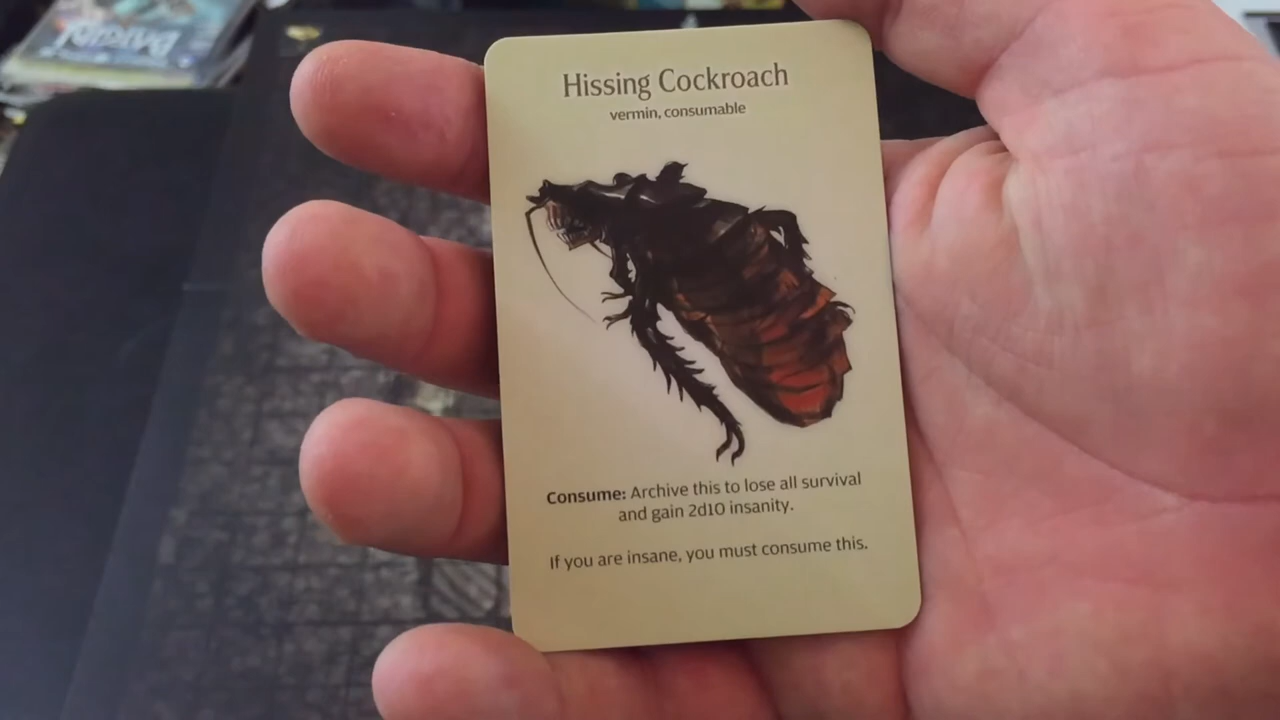 Hissing Cockroach
vermin, consumable
Consume: Archive this to lose all survival
and gain 2d10 insanity.
If you are insane, you must consume this.